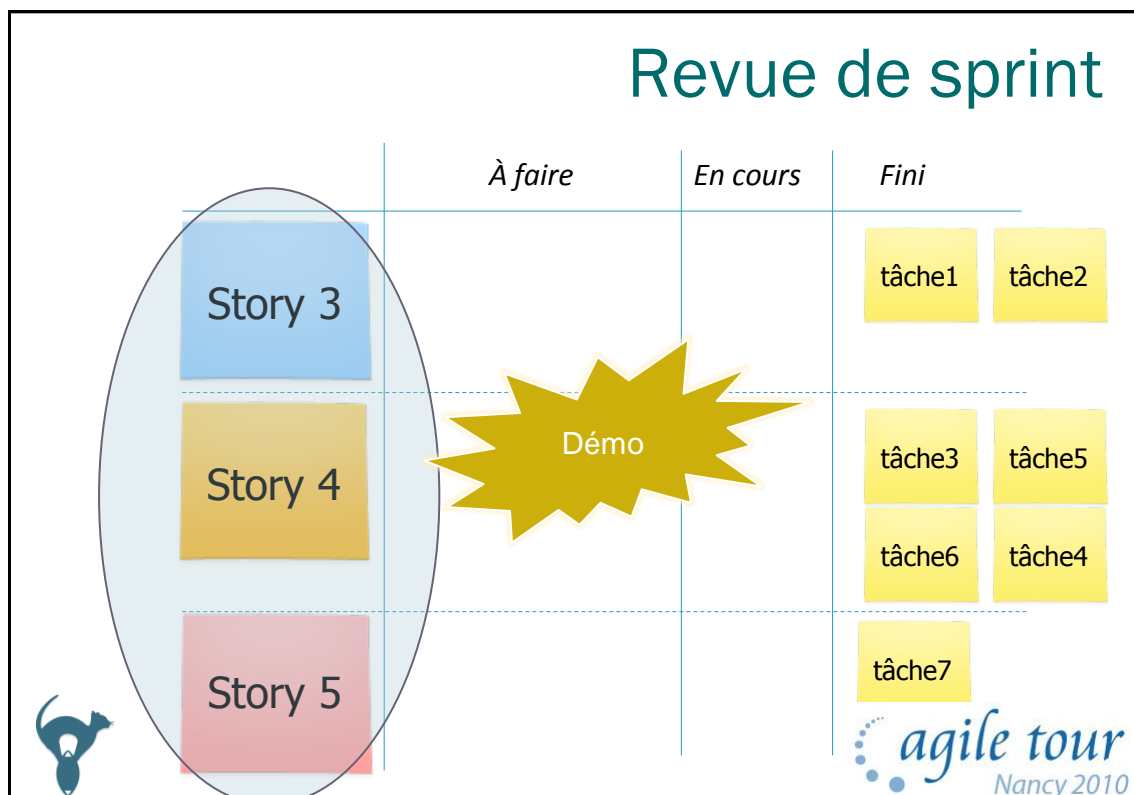 Revue de sprint
À faire
En cours
Fini
Story 3
tâche1
tâche2
Démo
Story 4
tâche3
tâche5
tâche6
tâche4
Story 5
tâche7
agile tour
Nancy 2010